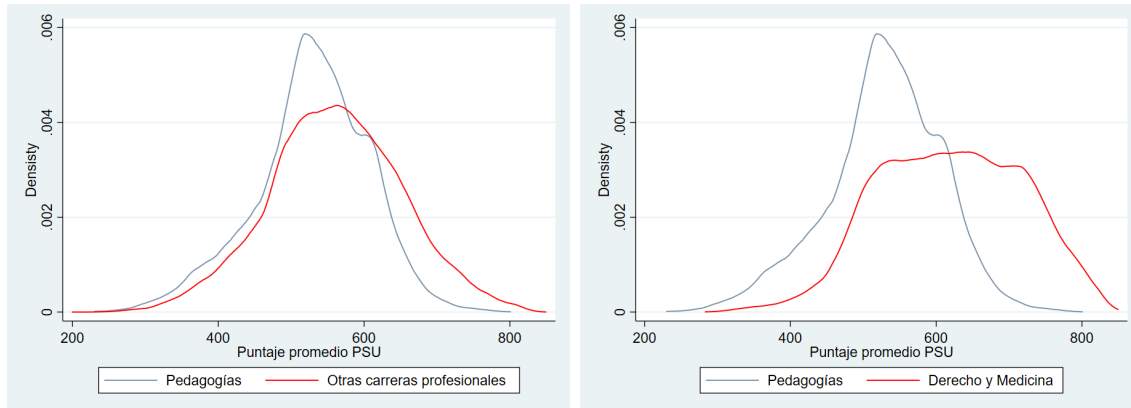 .006
.004
.002
0
Densisty
200 400 600 800
Puntaje promedio PSU
Pedagogías Otras carreras profesionales
.006
.004
.002
0
Densisty
200 400 600 800
Puntaje promedio PSU
Pedagogías Derecho y Medicina